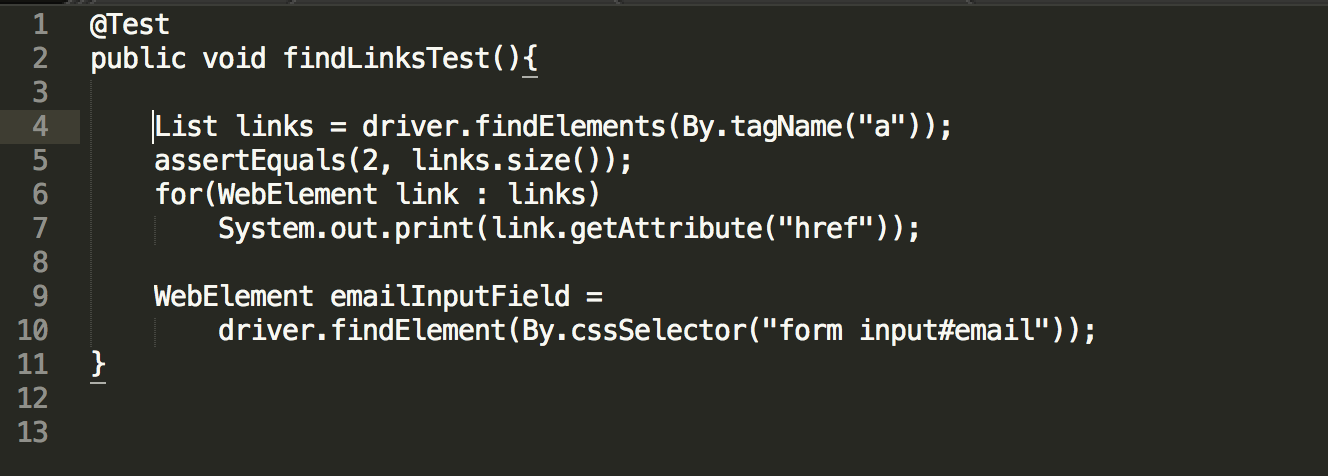 1 @Test
2 public void findLinksTest(){
3
4 List links = driver.findElements(By.tagName("a"));
5 assertEquals(2, links.size());
6 for(WebElement link : links)
7 System.out.print(link.getAttribute("href"));
8
9 WebElement emailInputField =
10 driver.findElement(By.cssSelector("form input#email"));
11 }
12
13